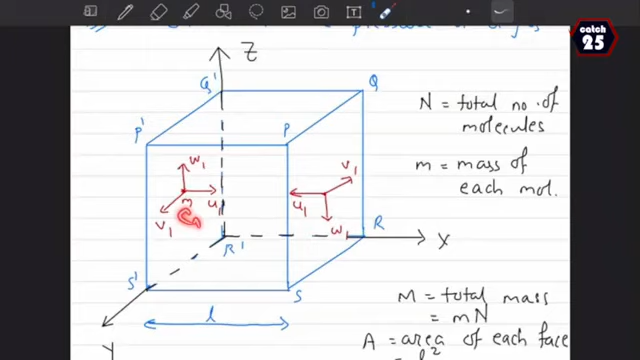 catch
25
Z
Q'
Q
N = total no. of
molecules
P'
P
m = mass of
each mol.
w₁
v₁
m
u₁
u₁
v₁
w₁
R'
R
X
S'
S
l
Y
M = total mass
= mN
A = area of each face